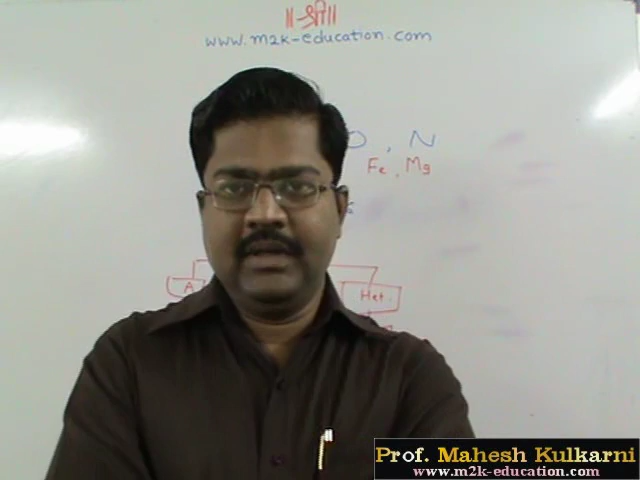 ॥ श्री ॥
www.m2k-education.com
O, N
Fe, Mg
A
Het.
Prof. Mahesh Kulkarni
www.m2k-education.com